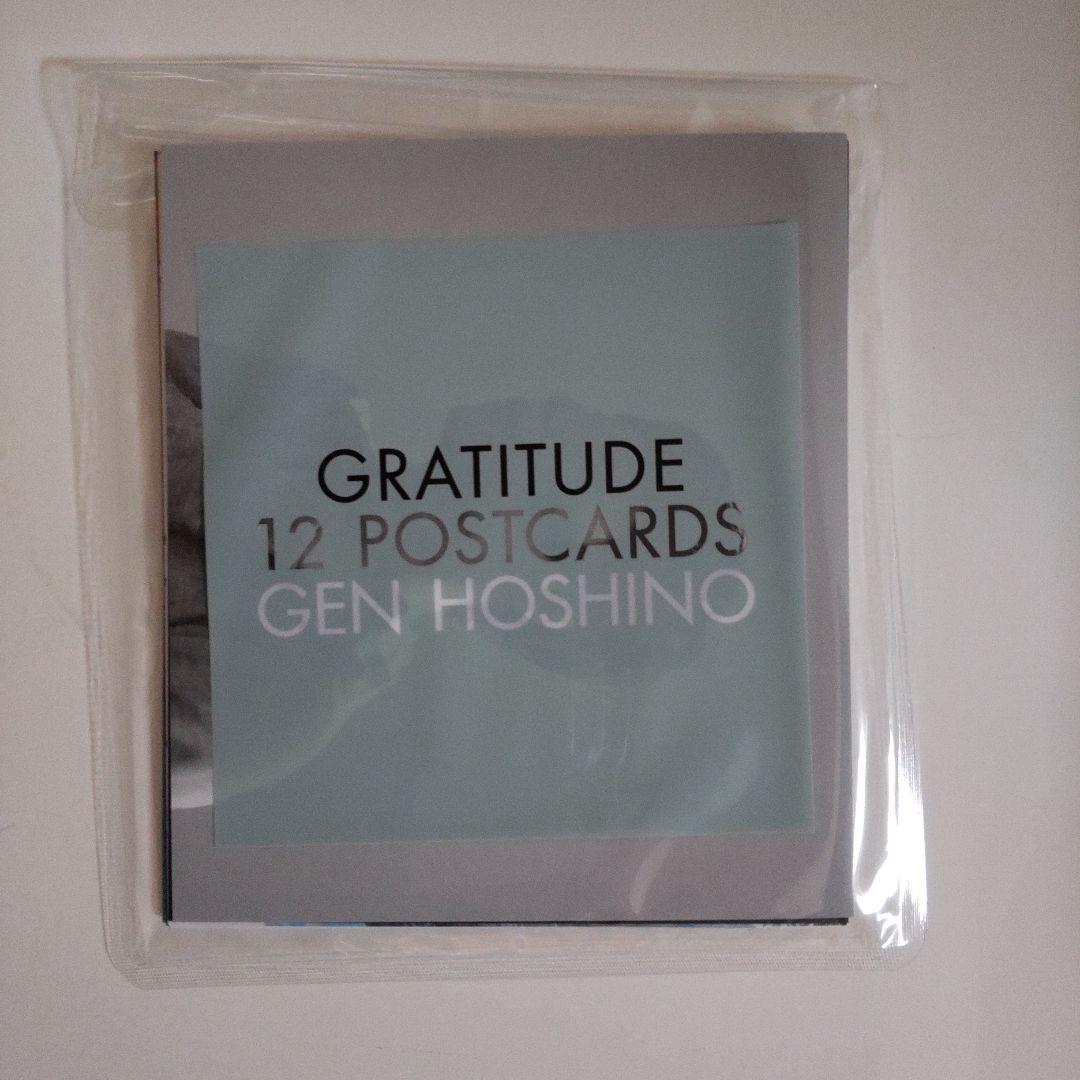 GRATITUDE
12 POSTCARDS
GEN HOSHINO